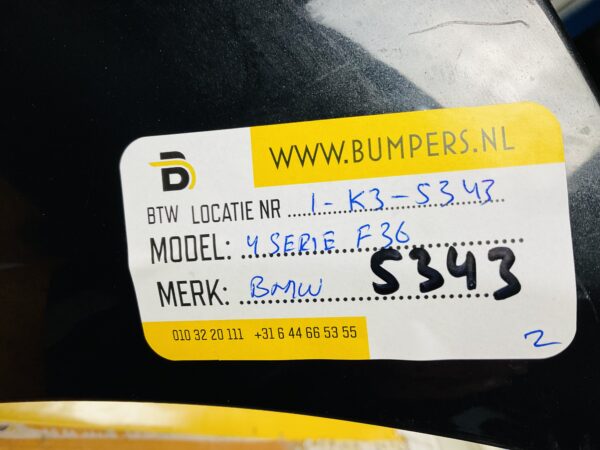 WWW.BUMPERS.NL
BTW LOCATIE NR 1-K3-5343
MODEL: 4 SERIE F36
MERK: BMW 5343
010 32 20 111 +31 6 44 66 53 55
2